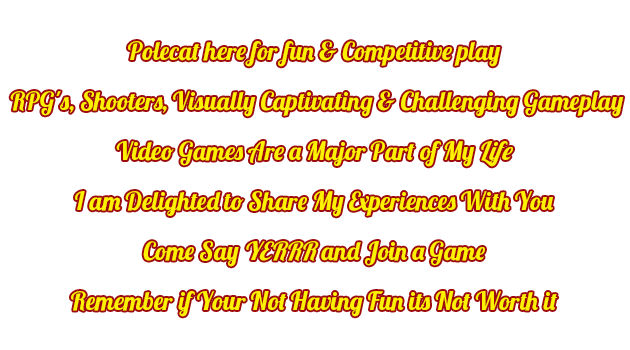 Polecat here for fun & Competitive play
RPG's, Shooters, Visually Captivating & Challenging Gameplay
Video Games Are a Major Part of My Life
I am Delighted to Share My Experiences With You
Come Say YERRR and Join a Game
Remember if Your Not Having Fun its Not Worth it